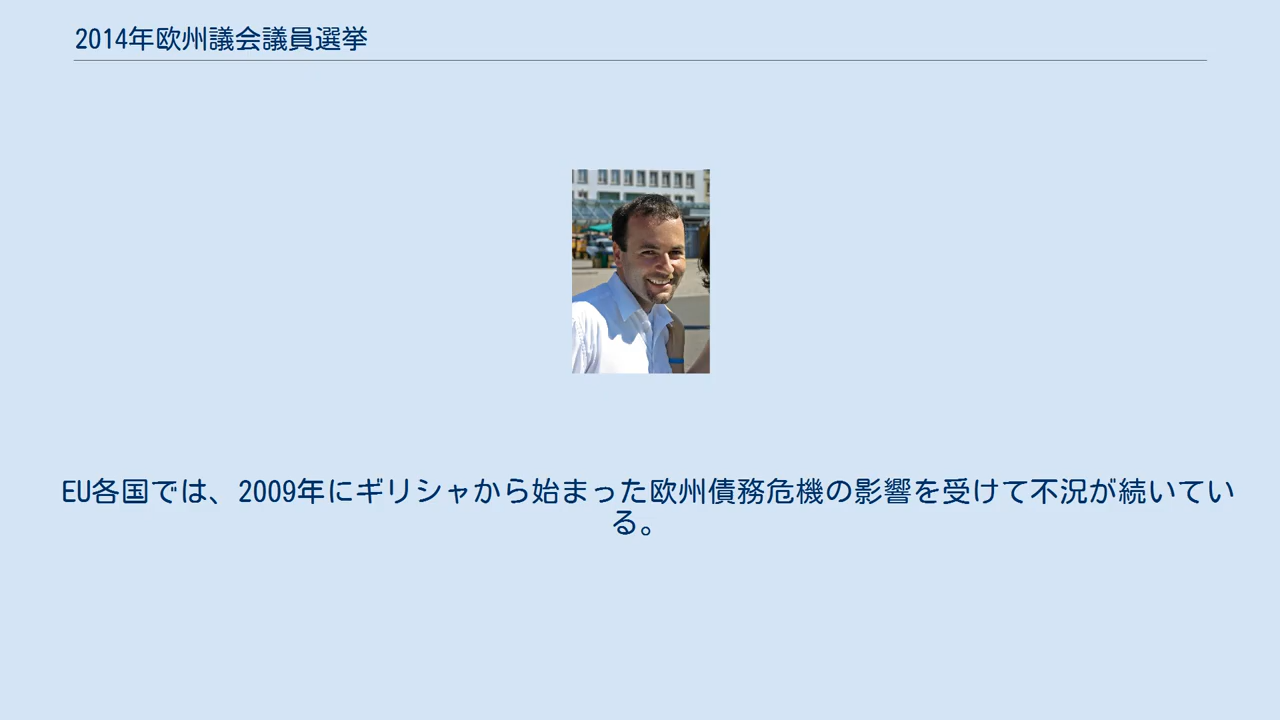 2014年欧州議会議員選挙
EU各国では、2009年にギリシャから始まった欧州債務危機の影響を受けて不況が続いてい
る。